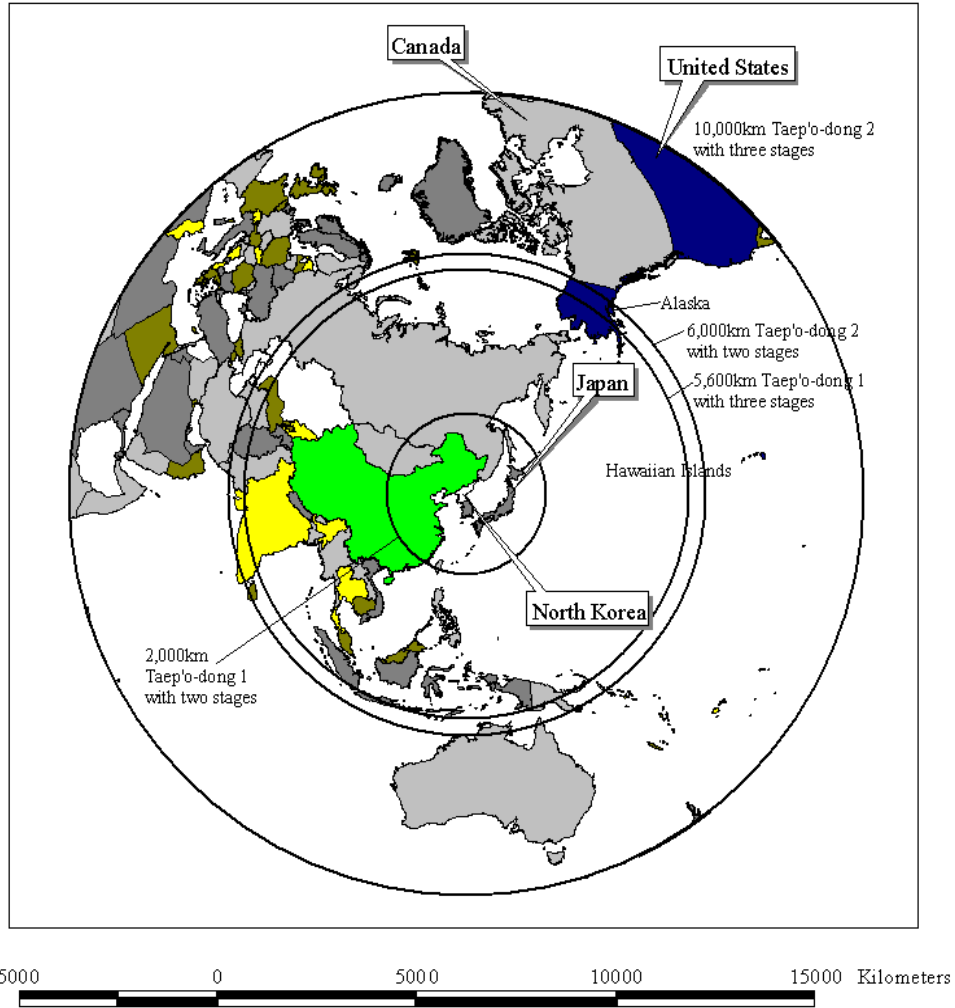 Canada
United States
10,000km Taep'o-dong 2
with three stages
Alaska
6,000km Taep'o-dong 2
with two stages
Japan
5,600km Taep'o-dong 1
with three stages
Hawaiian Islands
North Korea
2,000km
Taep'o-dong 1
with two stages
5000 0 5000 10000 15000 Kilometers